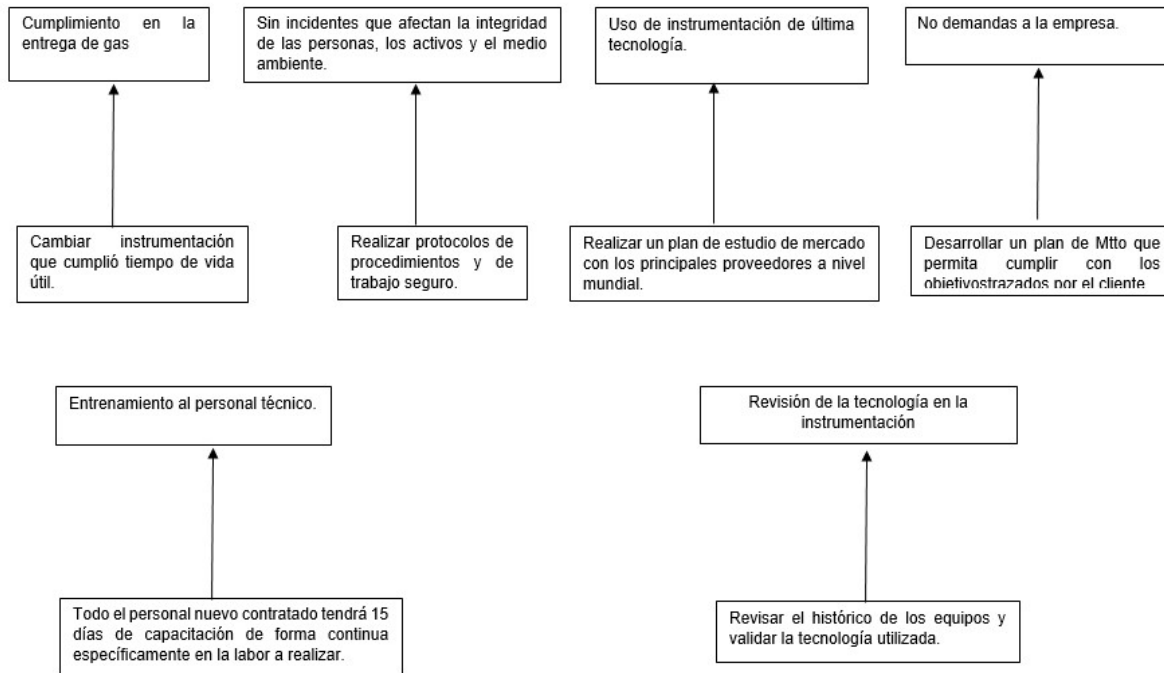 Cumplimiento en la
entrega de gas
Sin incidentes que afectan la integridad
de las personas, los activos y el medio
ambiente.
Uso de instrumentación de última
tecnología.
No demandas a la empresa.
Cambiar instrumentación
que cumplió tiempo de vida
útil.
Realizar protocolos de
procedimientos y de
trabajo seguro.
Realizar un plan de estudio de mercado
con los principales proveedores a nivel
mundial.
Desarrollar un plan de Mtto que
permita cumplir con los
objetivostrazados por el cliente
Entrenamiento al personal técnico.
Revisión de la tecnología en la
instrumentación
Todo el personal nuevo contratado tendrá 15
días de capacitación de forma continua
específicamente en la labor a realizar.
Revisar el histórico de los equipos y
validar la tecnología utilizada.